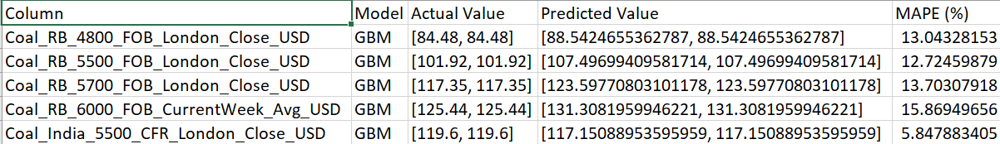 Column Model Actual Value Predicted Value MAPE (%)
Coal_RB_4800_FOB_London_Close_USD GBM [84.48, 84.48] [88.5424655362787, 88.5424655362787] 13.04328153
Coal_RB_5500_FOB_London_Close_USD GBM [101.92, 101.92] [107.49699409581714, 107.49699409581714] 12.72459879
Coal_RB_5700_FOB_London_Close_USD GBM [117.35, 117.35] [123.59770803101178, 123.59770803101178] 13.70307918
Coal_RB_6000_FOB_CurrentWeek_Avg_USD GBM [125.44, 125.44] [131.3081959946221, 131.3081959946221] 15.86949656
Coal_India_5500_CFR_London_Close_USD GBM [119.6, 119.6] [117.15088953595959, 117.15088953595959] 5.847883405